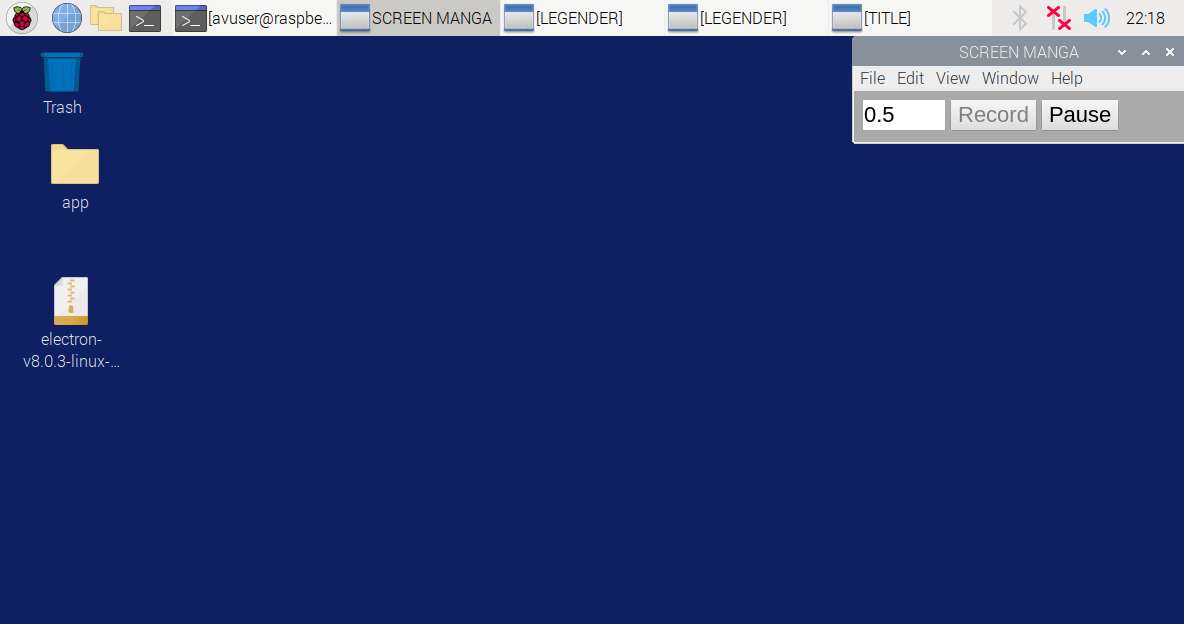 [avuser@raspbe... SCREEN MANGA [LEGENDER] [LEGENDER] [TITLE] 22:18
SCREEN MANGA
File Edit View Window Help
0.5 Record Pause
Trash
app
electron-
v8.0.3-linux-...